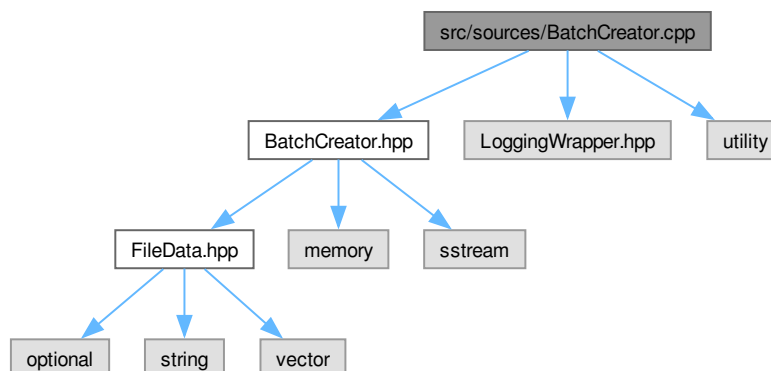 src/sources/BatchCreator.cpp
BatchCreator.hpp
LoggingWrapper.hpp
utility
FileData.hpp
memory
sstream
optional
string
vector